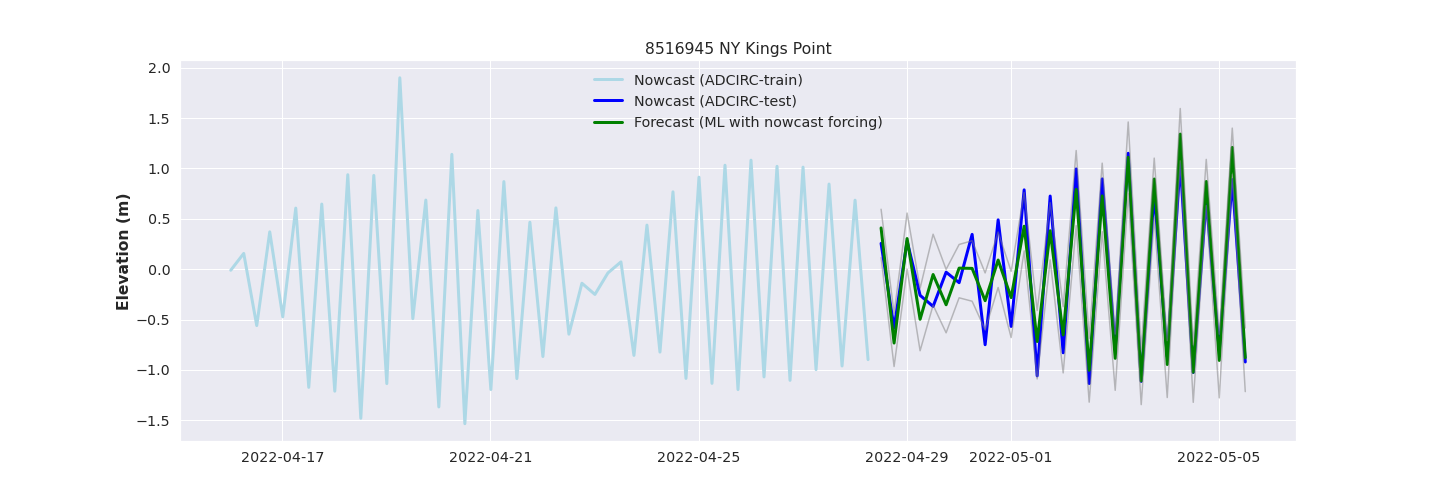 8516945 NY Kings Point
Nowcast (ADCIRC-train)
Nowcast (ADCIRC-test)
Forecast (ML with nowcast forcing)
Elevation (m)
2.0
1.5
1.0
0.5
0.0
−0.5
−1.0
−1.5
2022-04-17 2022-04-21 2022-04-25 2022-04-29 2022-05-01 2022-05-05